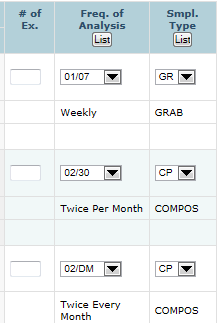 # of Ex. Freq. of Analysis Smpl. Type
List List
01/07 GR
Weekly GRAB
02/30 CP
Twice Per Month COMPOS
02/DM CP
Twice Every Month COMPOS